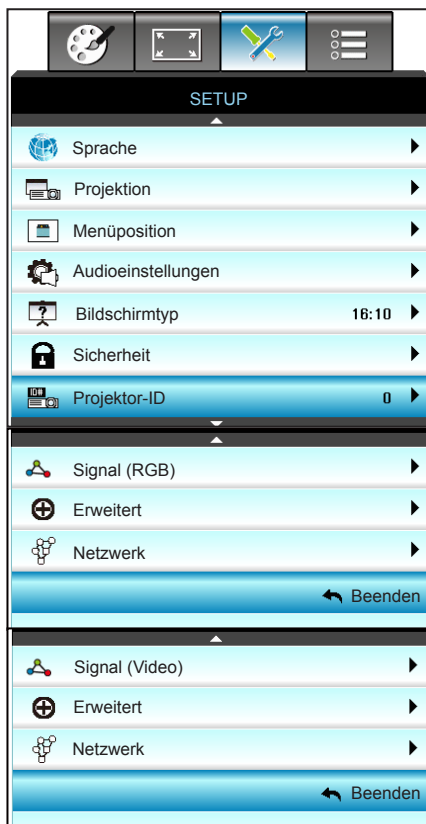 SETUP
Sprache
Projektion
Menüposition
Audioeinstellungen
Bildschirmtyp 16:10
Sicherheit
ID#
Projektor-ID 0
Signal (RGB)
Erweitert
Netzwerk
Beenden
Signal (Video)
Erweitert
Netzwerk
Beenden